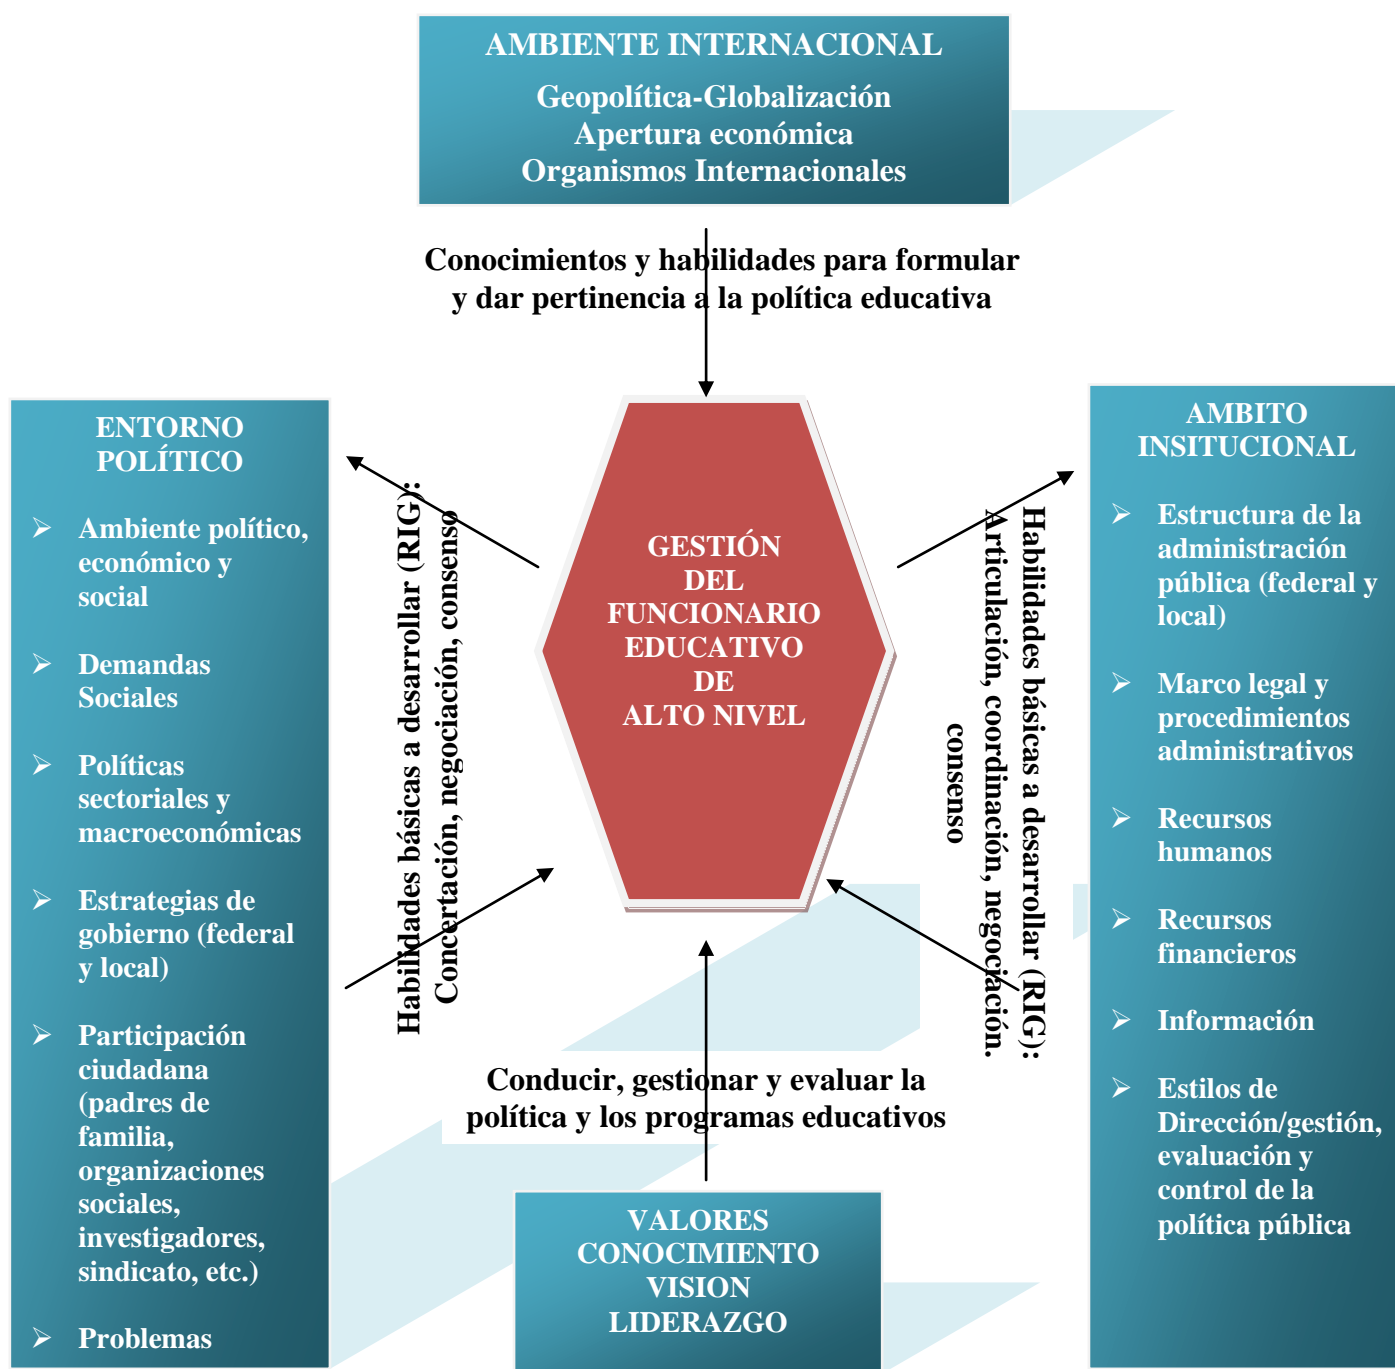 AMBIENTE INTERNACIONAL
Geopolítica-Globalización
Apertura económica
Organismos Internacionales
Conocimientos y habilidades para formular
y dar pertinencia a la política educativa
ENTORNO
POLÍTICO
➢ Ambiente político,
económico y
social
➢ Demandas
Sociales
➢ Políticas
sectoriales y
macroeconómicas
➢ Estrategias de
gobierno (federal
y local)
➢ Participación
ciudadana
(padres de
familia,
organizaciones
sociales,
investigadores,
sindicato, etc.)
➢ Problemas
Habilidades básicas a desarrollar (RIG):
Concertación, negociación, consenso
GESTIÓN
DEL
FUNCIONARIO
EDUCATIVO
DE
ALTO NIVEL
Habilidades básicas a desarrollar (RIG):
Articulación, coordinación, negociación.
consenso
AMBITO
INSITUCIONAL
➢ Estructura de la
administración
pública (federal y
local)
➢ Marco legal y
procedimientos
administrativos
➢ Recursos
humanos
➢ Recursos
financieros
➢ Información
➢ Estilos de
Dirección/gestión,
evaluación y
control de la
política pública
Conducir, gestionar y evaluar la
política y los programas educativos
VALORES
CONOCIMIENTO
VISION
LIDERAZGO